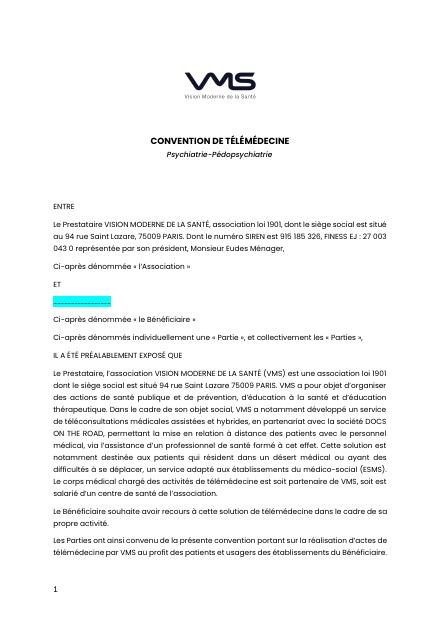 VMS
Vision Moderne de la Santé
CONVENTION DE TÉLÉMÉDECINE
Psychiatrie-Pédopsychiatrie
ENTRE
Le Prestataire VISION MODERNE DE LA SANTÉ, association loi 1901, dont le siège social est situé
au 94 rue Saint Lazare, 75009 PARIS. Dont le numéro SIREN est 915 185 326, FINESS EJ : 27 003
043 0 représentée par son président, Monsieur Eudes Ménager,
Ci-après dénommée « l'Association »
ET
________________
Ci-après dénommée « le Bénéficiaire »
Ci-après dénommés individuellement une « Partie », et collectivement les « Parties »,
IL A ÉTÉ PRÉALABLEMENT EXPOSÉ QUE
Le Prestataire, l'association VISION MODERNE DE LA SANTÉ (VMS) est une association loi 1901
dont le siège social est situé 94 rue Saint Lazare 75009 PARIS. VMS a pour objet d'organiser
des actions de santé publique et de prévention, d'éducation à la santé et d'éducation
thérapeutique. Dans le cadre de son objet social, VMS a notamment développé un service
de téléconsultations médicales assistées et hybrides, en partenariat avec la société DOCS
ON THE ROAD, permettant la mise en relation à distance des patients avec le personnel
médical, via l'assistance d'un professionnel de santé formé à cet effet. Cette solution est
notamment destinée aux patients qui résident dans un désert médical ou ayant des
difficultés à se déplacer, un service adapté aux établissements du médico-social (ESMS).
Le corps médical chargé des activités de télémédecine est soit partenaire de VMS, soit est
salarié d'un centre de santé de l'association.
Le Bénéficiaire souhaite avoir recours à cette solution de télémédecine dans le cadre de sa
propre activité.
Les Parties ont ainsi convenu de la présente convention portant sur la réalisation d'actes de
télémédecine par VMS au profit des patients et usagers des établissements du Bénéficiaire.
1